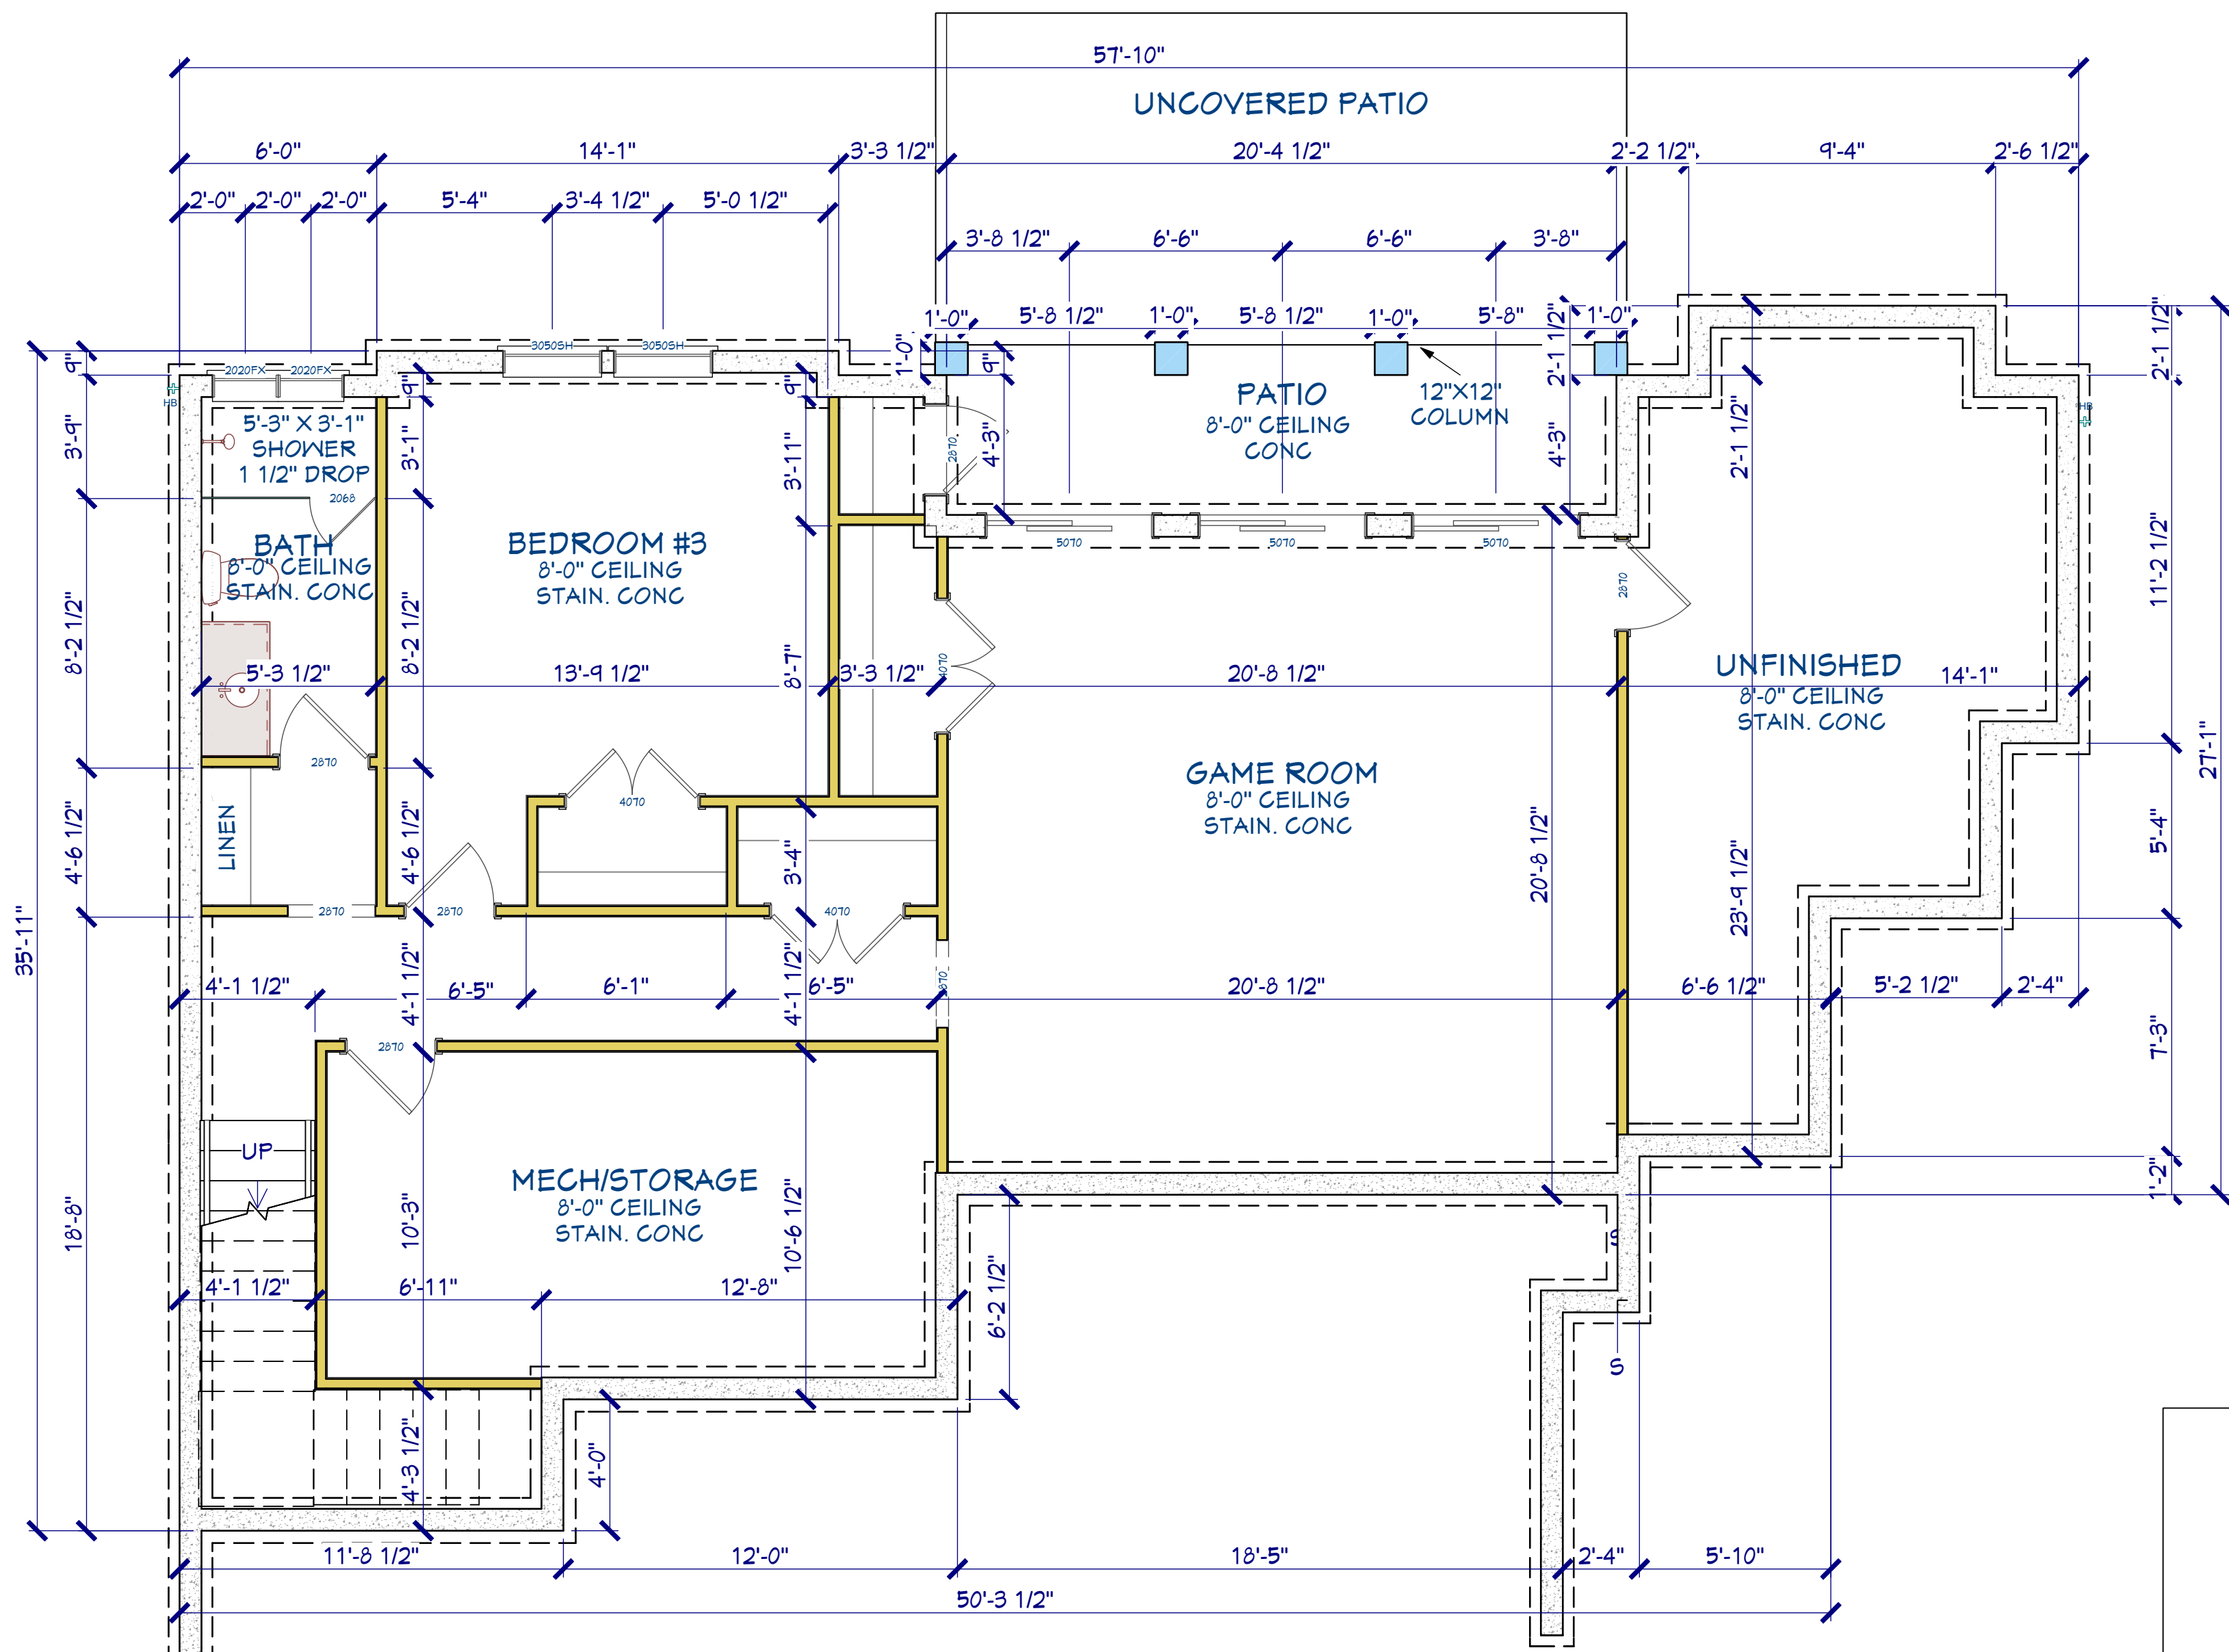 57'-10"
UNCOVERED PATIO
6'-0"
14'-1"
3'-3 1/2"
20'-4 1/2"
2'-2 1/2"
9'-4"
2'-6 1/2"
2'-0"
2'-0"
2'-0"
5'-4"
3'-4 1/2"
5'-0 1/2"
3'-8 1/2"
6'-6"
6'-6"
3'-8"
1'-0"
5'-8 1/2"
1'-0"
5'-8 1/2"
1'-0"
5'-8"
1'-0"
2'-1 1/2"
2'-1 1/2"
3050SH
3050SH
9"
1'-0"
9"
2020FX
2020FX
9"
9"
HB
HB
PATIO
8'-0" CEILING
CONC
12"X12"
COLUMN
5'-3" X 3'-1"
SHOWER
1 1/2" DROP
3'-9"
3'-1"
3'-11"
2870
4'-3"
4'-3"
2'-1 1/2"
2068
BATH
8'-0" CEILING
STAIN. CONC
BEDROOM #3
8'-0" CEILING
STAIN. CONC
5070
5070
5070
2870
11'-2 1/2"
8'-2 1/2"
8'-2 1/2"
8'-7"
4070
5'-3 1/2"
13'-9 1/2"
3'-3 1/2"
20'-8 1/2"
14'-1"
UNFINISHED
8'-0" CEILING
STAIN. CONC
27'-1"
2870
4070
GAME ROOM
8'-0" CEILING
STAIN. CONC
LINEN
4'-6 1/2"
4'-6 1/2"
3'-4"
20'-8 1/2"
23'-9 1/2"
5'-4"
2870
2870
4070
35'-11"
4'-1 1/2"
4'-1 1/2"
6'-5"
6'-1"
4'-1 1/2"
6'-5"
20'-8 1/2"
6'-6 1/2"
5'-2 1/2"
2'-4"
7'-3"
2870
UP
MECH/STORAGE
8'-0" CEILING
STAIN. CONC
1'-2"
18'-8"
10'-3"
10'-6 1/2"
S
4'-1 1/2"
6'-11"
12'-8"
6'-2 1/2"
S
4'-3 1/2"
4'-0"
11'-8 1/2"
12'-0"
18'-5"
2'-4"
5'-10"
50'-3 1/2"